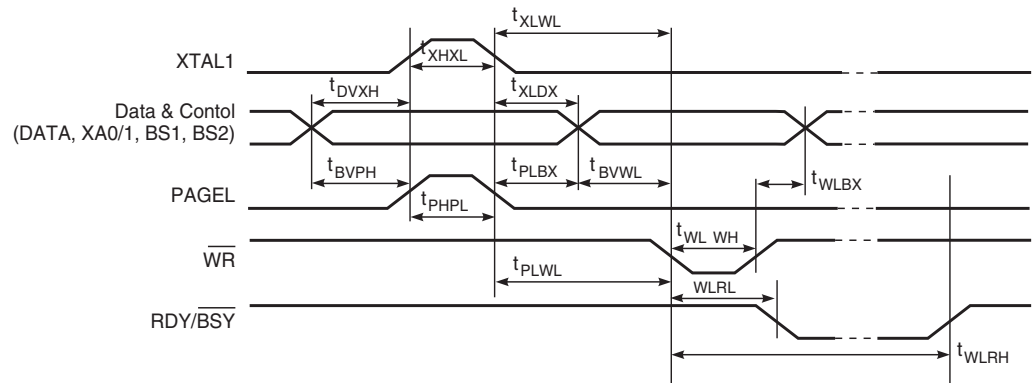 tXLWL
XTAL1
tXHXL
tDVXH
tXLDX
Data & Contol
(DATA, XA0/1, BS1, BS2)
tBVPH
tPLBX
tBVWL
tWLBX
PAGEL
tPHPL
tWL WH
WR
tPLWL
WLRL
RDY/BSY
tWLRH